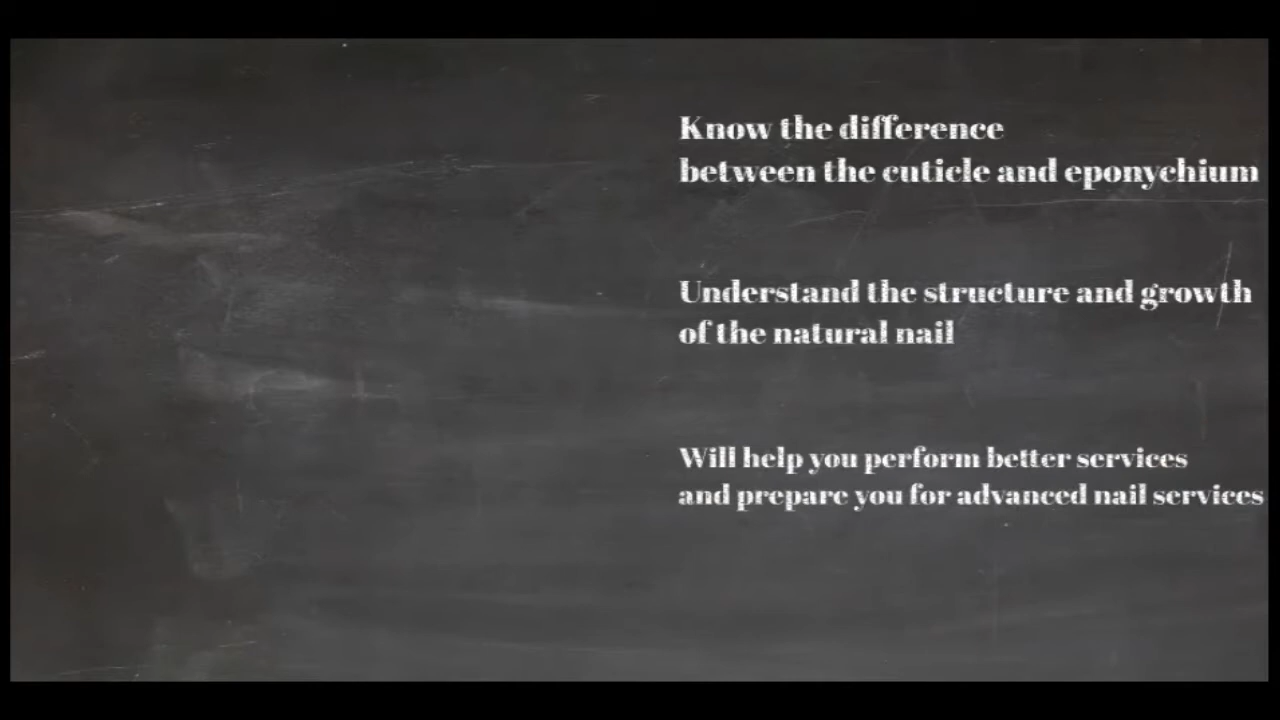 Know the difference
between the cuticle and eponychium
Understand the structure and growth
of the natural nail
Will help you perform better services
and prepare you for advanced nail services